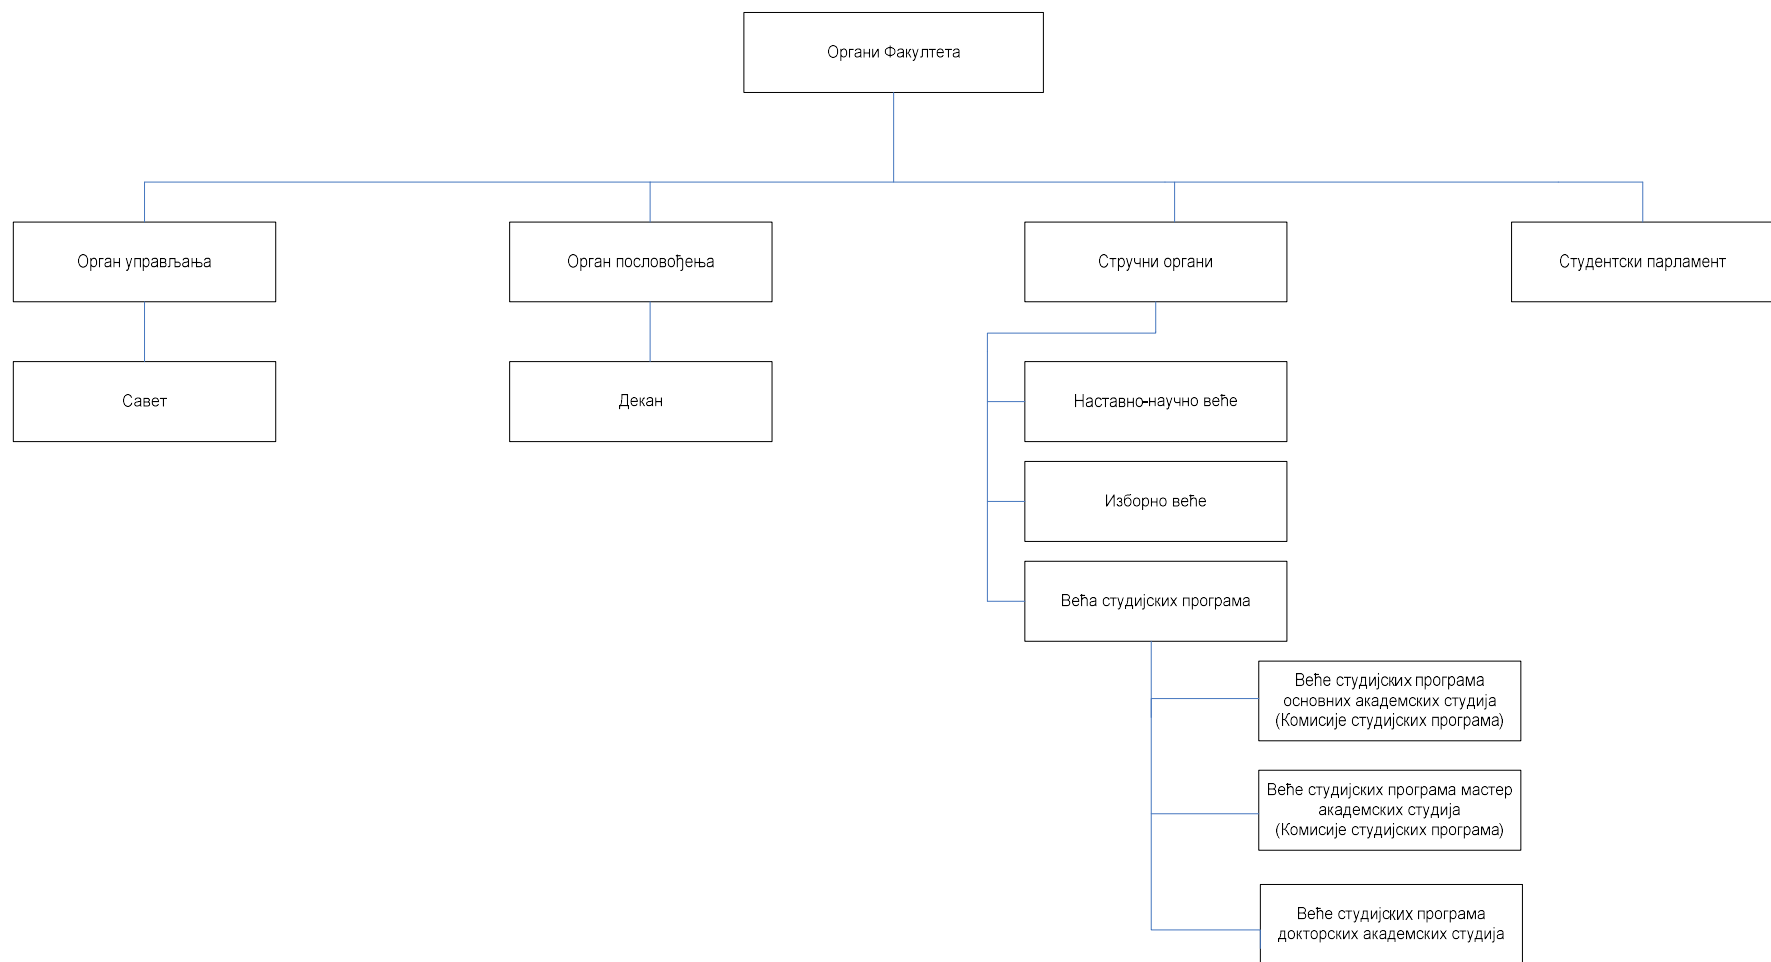 Органи Факултета
Орган управљања
Орган пословођења
Стручни органи
Студентски парламент
Савет
Декан
Наставно-научно веће
Изборно веће
Већа студијских програма
Веће студијских програма
основних академских студија
(Комисије студијских програма)
Веће студијских програма мастер
академских студија
(Комисије студијских програма)
Веће студијских програма
докторских академских студија